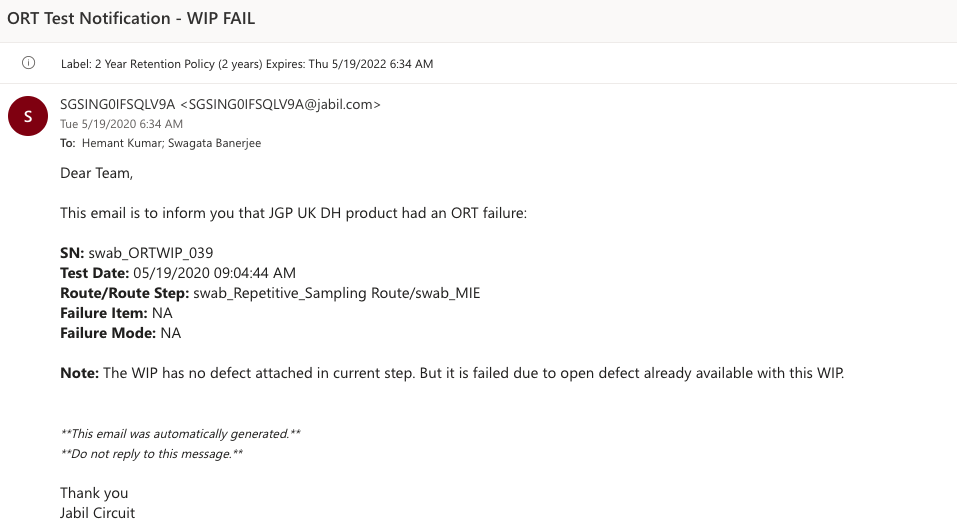 ORT Test Notification - WIP FAIL
Label: 2 Year Retention Policy (2 years) Expires: Thu 5/19/2022 6:34 AM
S
SGSING0IFSQLV9A <SGSING0IFSQLV9A@jabil.com>
Tue 5/19/2020 6:34 AM
To: Hemant Kumar; Swagata Banerjee
Dear Team,
This email is to inform you that JGP UK DH product had an ORT failure:
SN: swab_ORTWIP_039
Test Date: 05/19/2020 09:04:44 AM
Route/Route Step: swab_Repetitive_Sampling Route/swab_MIE
Failure Item: NA
Failure Mode: NA
Note: The WIP has no defect attached in current step. But it is failed due to open defect already available with this WIP.
**This email was automatically generated.**
**Do not reply to this message.**
Thank you
Jabil Circuit